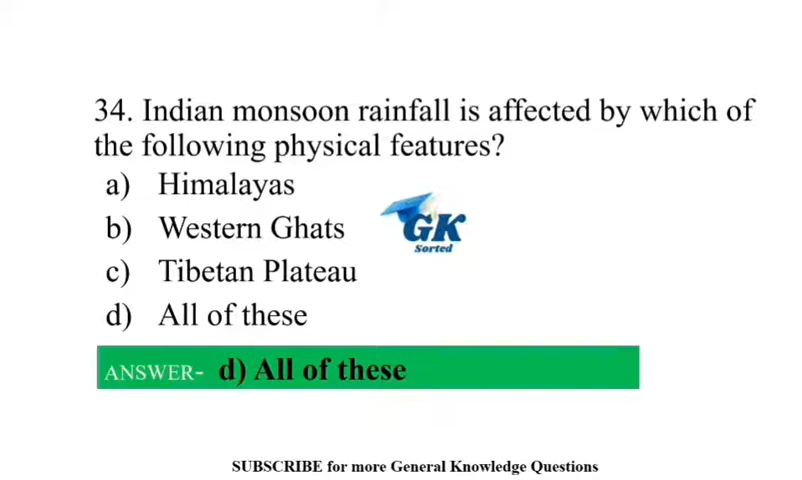 34. Indian monsoon rainfall is affected by which of
the following physical features?
a) Himalayas
b) Western Ghats
c) Tibetan Plateau
d) All of these
GK
Sorted
ANSWER- d) All of these
SUBSCRIBE for more General Knowledge Questions